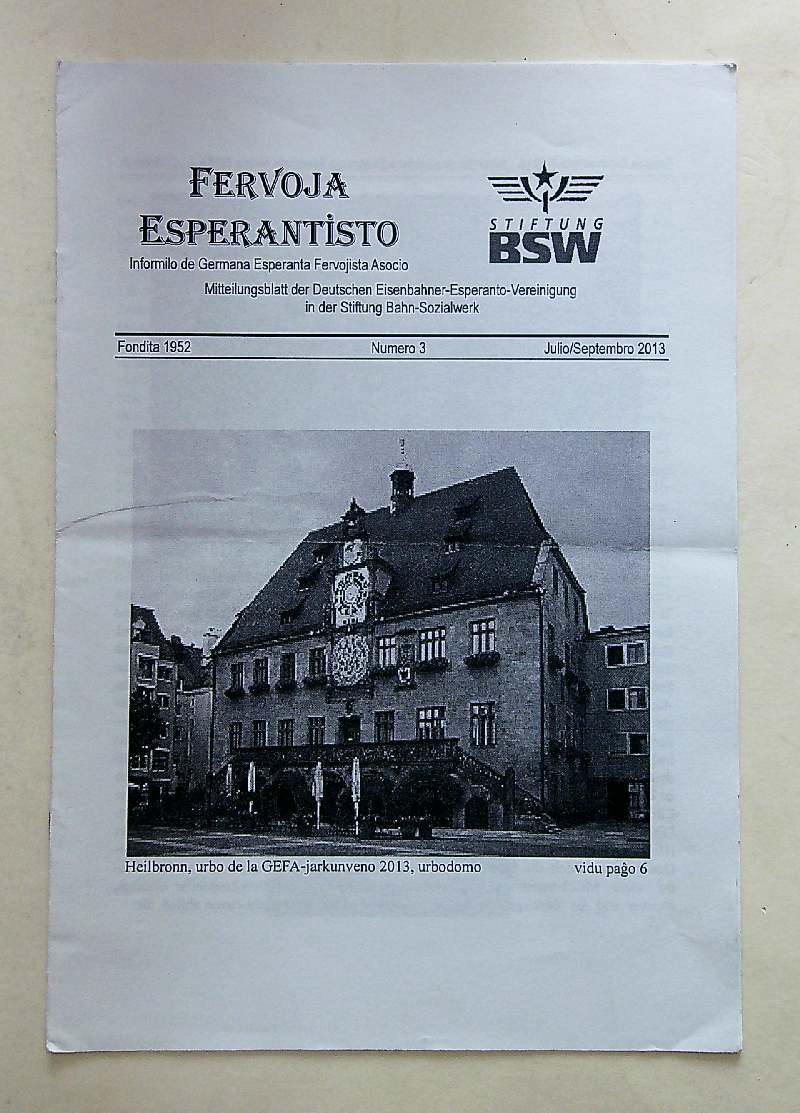 FERVOJA
ESPERANTISTO
Informilo de Germana Esperanta Fervojista Asocio
STIFTUNG
BSW
Mitteilungsblatt der Deutschen Eisenbahner-Esperanto-Vereinigung
in der Stiftung Bahn-Sozialwerk
Fondita 1952 Numero 3 Julio/Septembro 2013
Heilbronn, urbo de la GEFA-jarkunveno 2013, urbodomo vidu paĝo 6